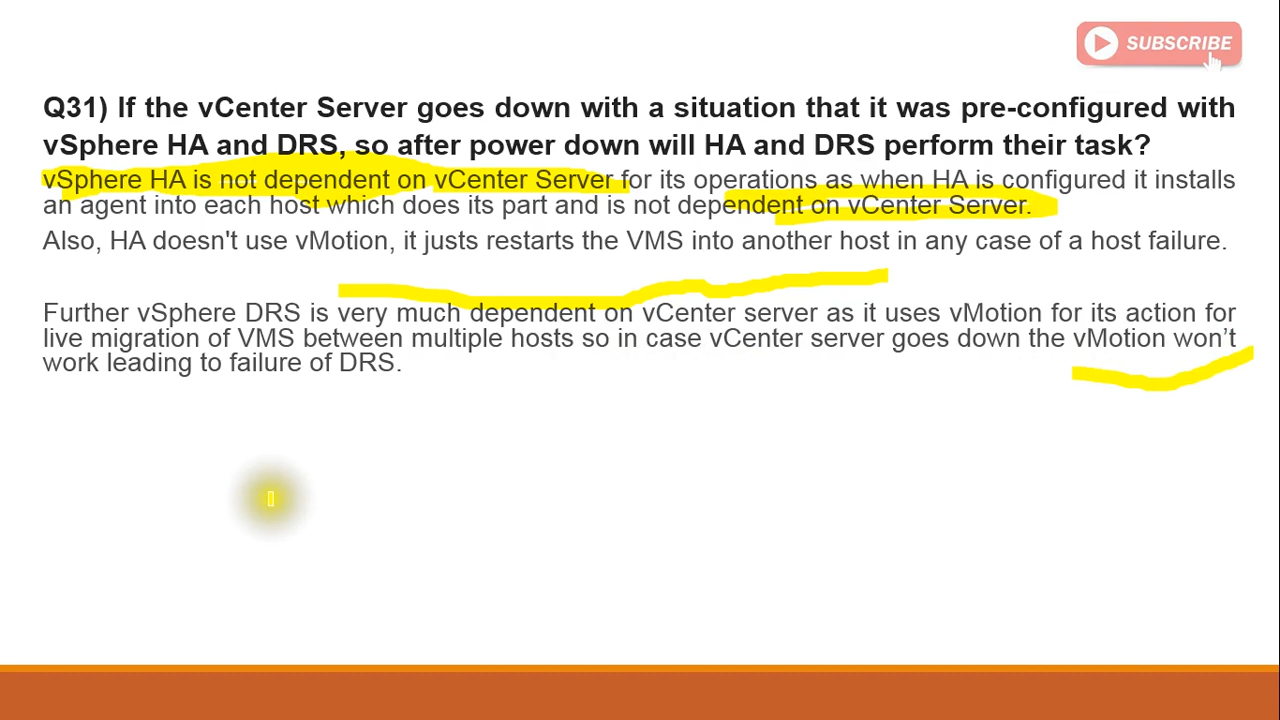 SUBSCRIBE
Q31) If the vCenter Server goes down with a situation that it was pre-configured with
vSphere HA and DRS, so after power down will HA and DRS perform their task?
vSphere HA is not dependent on vCenter Server for its operations as when HA is configured it installs
an agent into each host which does its part and is not dependent on vCenter Server.
Also, HA doesn't use vMotion, it justs restarts the VMS into another host in any case of a host failure.
Further vSphere DRS is very much dependent on vCenter server as it uses vMotion for its action for
live migration of VMS between multiple hosts so in case vCenter server goes down the vMotion won’t
work leading to failure of DRS.